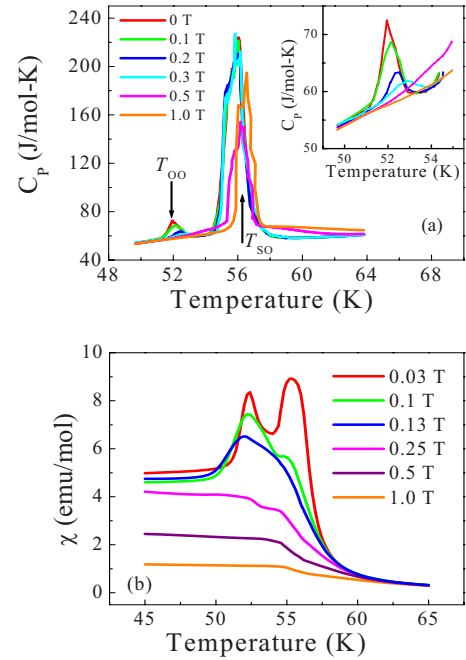 240
200
160
120
80
40
C_P (J/mol-K)
0 T
0.1 T
0.2 T
0.3 T
0.5 T
1.0 T
T_OO
T_SO
(a)
48 52 56 60 64 68
Temperature (K)
70
60
55
C_P (J/mol-K)
50 52 54
Temperature (K)
10
8
6
4
2
0
χ (emu/mol)
0.03 T
0.1 T
0.13 T
0.25 T
0.5 T
1.0 T
(b)
45 50 55 60 65
Temperature (K)